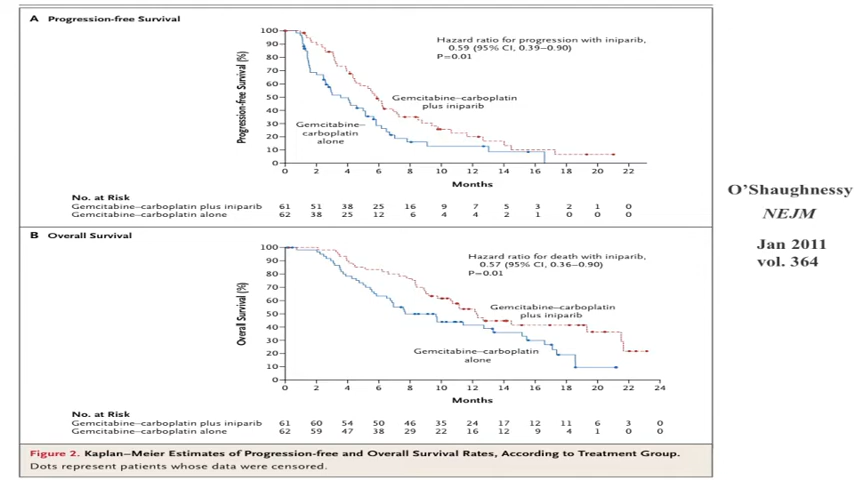 A Progression-free Survival
100
90
80
70
60
50
40
30
20
10
0
Progression-free Survival (%)
Hazard ratio for progression with iniparib,
0.59 (95% CI, 0.39–0.90)
P=0.01
Gemcitabine–carboplatin
plus iniparib
Gemcitabine–
carboplatin
alone
0 2 4 6 8 10 12 14 16 18 20 22
Months
No. at Risk
Gemcitabine–carboplatin plus iniparib 61 51 38 25 16 9 7 5 3 2 1 0
Gemcitabine–carboplatin alone 62 38 25 12 6 4 4 2 1 0 0 0
B Overall Survival
100
90
80
70
60
50
40
30
20
10
0
Overall Survival (%)
Hazard ratio for death with iniparib,
0.57 (95% CI, 0.36–0.90)
P=0.01
Gemcitabine–carboplatin
plus iniparib
Gemcitabine–carboplatin
alone
0 2 4 6 8 10 12 14 16 18 20 22 24
Months
No. at Risk
Gemcitabine–carboplatin plus iniparib 61 60 54 50 46 35 24 17 12 11 6 3 0
Gemcitabine–carboplatin alone 62 59 47 38 29 22 16 12 9 4 1 0 0
Figure 2. Kaplan–Meier Estimates of Progression-free and Overall Survival Rates, According to Treatment Group.
Dots represent patients whose data were censored.
O’Shaughnessy
NEJM
Jan 2011
vol. 364